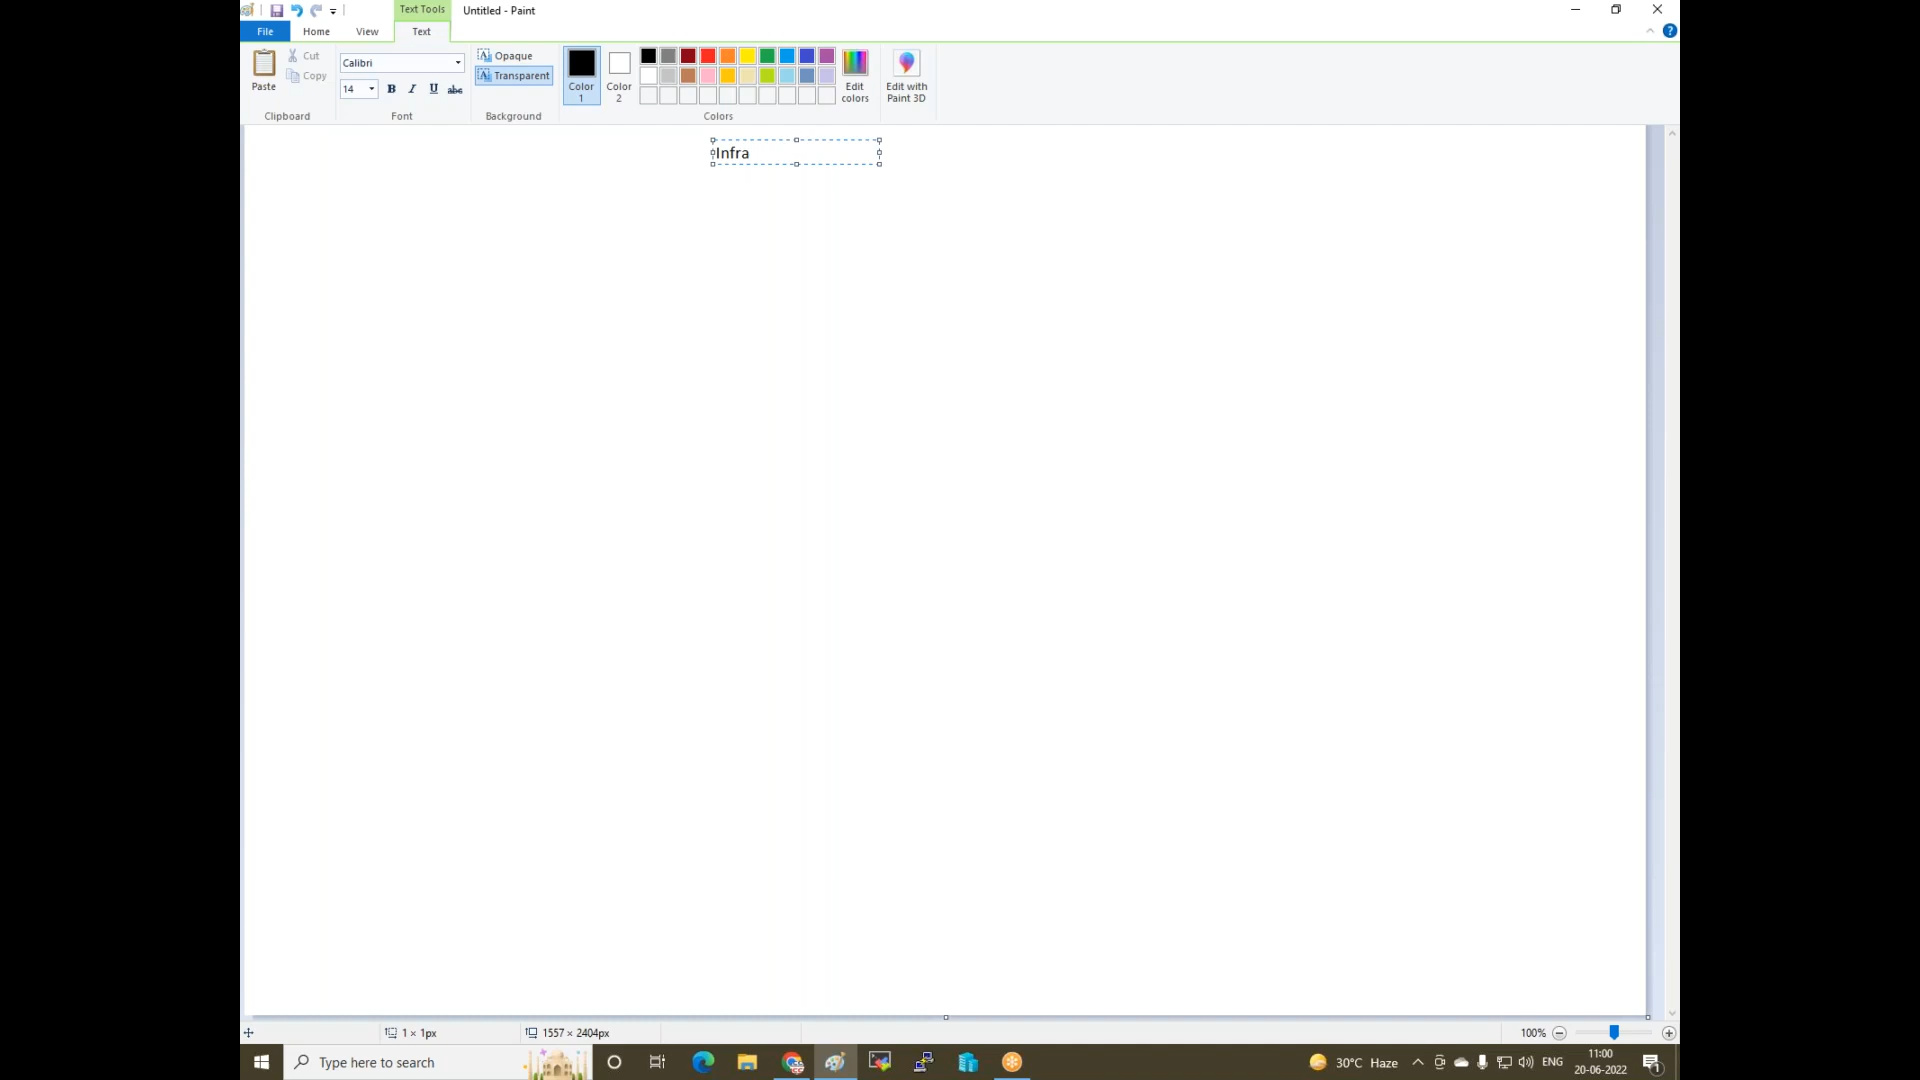 Text Tools
Untitled - Paint
File
Home
View
Text
Paste
Cut
Copy
Clipboard
Calibri
14
B
I
U
abc
Font
Opaque
Transparent
Background
Color
1
Color
2
Colors
Edit
colors
Edit with
Paint 3D
Infra
1 × 1px
1557 × 2404px
100%
Type here to search
30°C Haze
ENG
11:00
20-06-2022
1